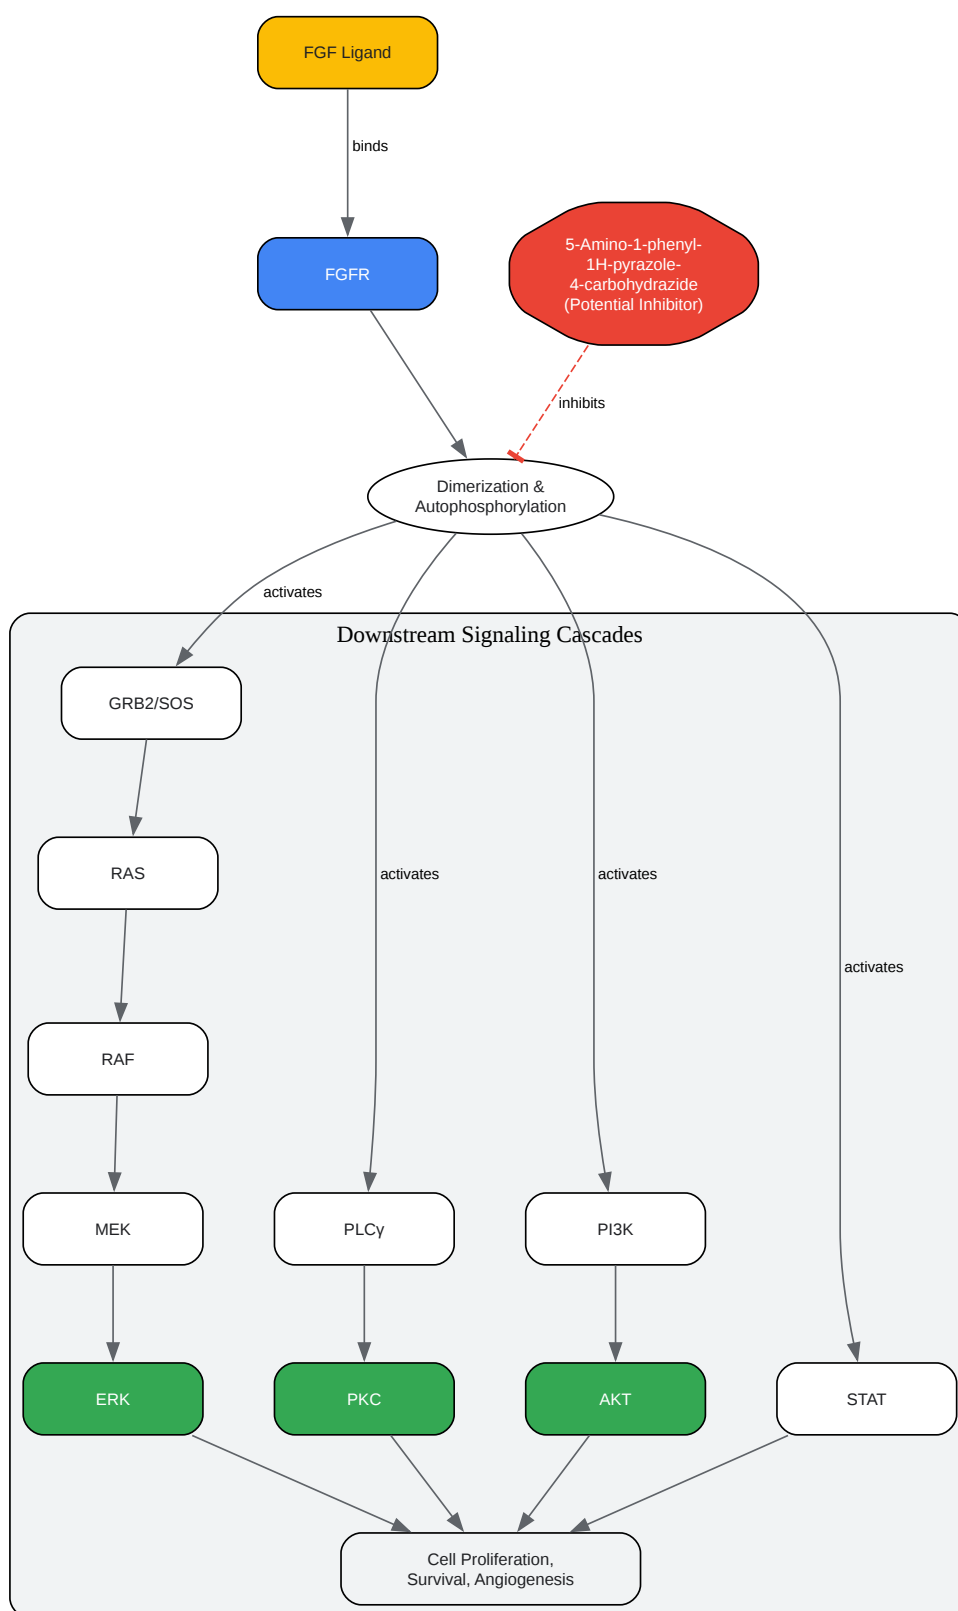 FGF Ligand
binds
FGFR
5-Amino-1-phenyl-
1H-pyrazole-
4-carbohydrazide
(Potential Inhibitor)
inhibits
Dimerization &
Autophosphorylation
activates
Downstream Signaling Cascades
GRB2/SOS
RAS
activates
activates
activates
RAF
MEK
PLCγ
PI3K
ERK
PKC
AKT
STAT
Cell Proliferation,
Survival, Angiogenesis